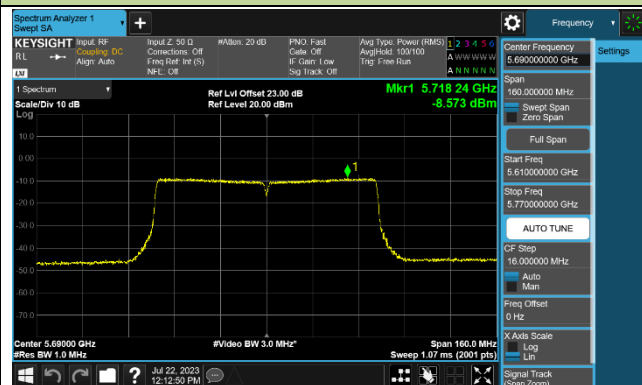 Spectrum Analyzer 1
Swept SA
Frequency
KEYSIGHT
RL
LXI
Input: RF
Coupling: DC
Align: Auto
Input Z: 50 Ω
Corrections: Off
Freq Ref: Int (S)
NFE: Off
#Atten: 20 dB
PNO: Fast
Gate: Off
IF Gain: Low
Sig Track: Off
Avg Type: Power (RMS)
Avg|Hold: 100/100
Trig: Free Run
1 2 3 4 5 6
A W W W W W
A N N N N N
Center Frequency
5.690000000 GHz
Settings
1 Spectrum
Scale/Div 10 dB
Log
Ref Lvl Offset 23.00 dB
Ref Level 20.00 dBm
Mkr1 5.718 24 GHz
-8.573 dBm
Span
160.000000 MHz
Swept Span
Zero Span
Full Span
Start Freq
5.610000000 GHz
Stop Freq
5.770000000 GHz
AUTO TUNE
CF Step
16.000000 MHz
Auto
Man
Freq Offset
0 Hz
X Axis Scale
Log
Lin
Signal Track
(Span Zoom)
10.0
0.00
-10.0
-20.0
-30.0
-40.0
-50.0
-60.0
-70.0
1
Center 5.69000 GHz
#Res BW 1.0 MHz
#Video BW 3.0 MHz*
Span 160.0 MHz
Sweep 1.07 ms (2001 pts)
?
Jul 22, 2023
12:12:50 PM